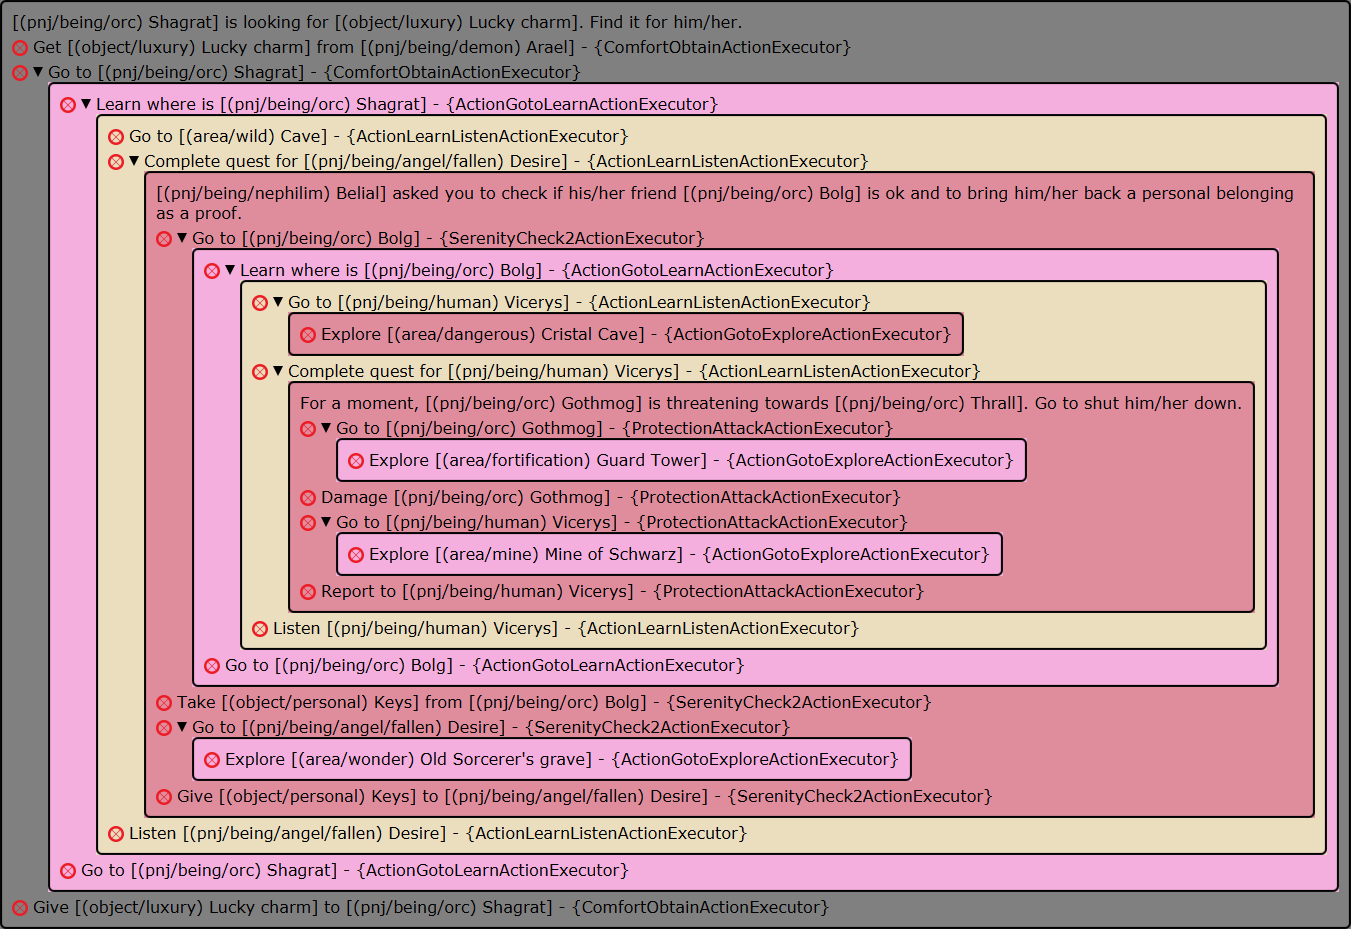 [(pnj/being/orc) Shagrat] is looking for [(object/luxury) Lucky charm]. Find it for him/her.
Get [(object/luxury) Lucky charm] from [(pnj/being/demon) Arael] - {ComfortObtainActionExecutor}
▼ Go to [(pnj/being/orc) Shagrat] - {ComfortObtainActionExecutor}
▼ Learn where is [(pnj/being/orc) Shagrat] - {ActionGotoLearnActionExecutor}
Go to [(area/wild) Cave] - {ActionLearnListenActionExecutor}
▼ Complete quest for [(pnj/being/angel/fallen) Desire] - {ActionLearnListenActionExecutor}
[(pnj/being/nephilim) Belial] asked you to check if his/her friend [(pnj/being/orc) Bolg] is ok and to bring him/her back a personal belonging
as a proof.
▼ Go to [(pnj/being/orc) Bolg] - {SerenityCheck2ActionExecutor}
▼ Learn where is [(pnj/being/orc) Bolg] - {ActionGotoLearnActionExecutor}
▼ Go to [(pnj/being/human) Vicerys] - {ActionLearnListenActionExecutor}
Explore [(area/dangerous) Cristal Cave] - {ActionGotoExploreActionExecutor}
▼ Complete quest for [(pnj/being/human) Vicerys] - {ActionLearnListenActionExecutor}
For a moment, [(pnj/being/orc) Gothmog] is threatening towards [(pnj/being/orc) Thrall]. Go to shut him/her down.
▼ Go to [(pnj/being/orc) Gothmog] - {ProtectionAttackActionExecutor}
Explore [(area/fortification) Guard Tower] - {ActionGotoExploreActionExecutor}
Damage [(pnj/being/orc) Gothmog] - {ProtectionAttackActionExecutor}
▼ Go to [(pnj/being/human) Vicerys] - {ProtectionAttackActionExecutor}
Explore [(area/mine) Mine of Schwarz] - {ActionGotoExploreActionExecutor}
Report to [(pnj/being/human) Vicerys] - {ProtectionAttackActionExecutor}
Listen [(pnj/being/human) Vicerys] - {ActionLearnListenActionExecutor}
Go to [(pnj/being/orc) Bolg] - {ActionGotoLearnActionExecutor}
Take [(object/personal) Keys] from [(pnj/being/orc) Bolg] - {SerenityCheck2ActionExecutor}
▼ Go to [(pnj/being/angel/fallen) Desire] - {SerenityCheck2ActionExecutor}
Explore [(area/wonder) Old Sorcerer's grave] - {ActionGotoExploreActionExecutor}
Give [(object/personal) Keys] to [(pnj/being/angel/fallen) Desire] - {SerenityCheck2ActionExecutor}
Listen [(pnj/being/angel/fallen) Desire] - {ActionLearnListenActionExecutor}
Go to [(pnj/being/orc) Shagrat] - {ActionGotoLearnActionExecutor}
Give [(object/luxury) Lucky charm] to [(pnj/being/orc) Shagrat] - {ComfortObtainActionExecutor}